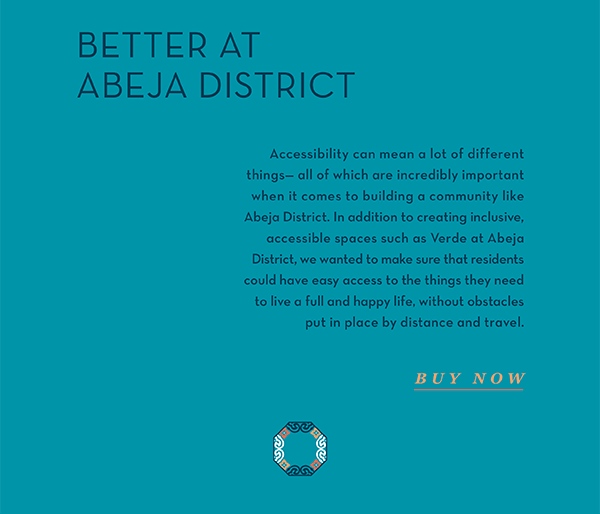 BETTER AT
ABEJA DISTRICT
Accessibility can mean a lot of different
things— all of which are incredibly important
when it comes to building a community like
Abeja District. In addition to creating inclusive,
accessible spaces such as Verde at Abeja
District, we wanted to make sure that residents
could have easy access to the things they need
to live a full and happy life, without obstacles
put in place by distance and travel.
BUY NOW